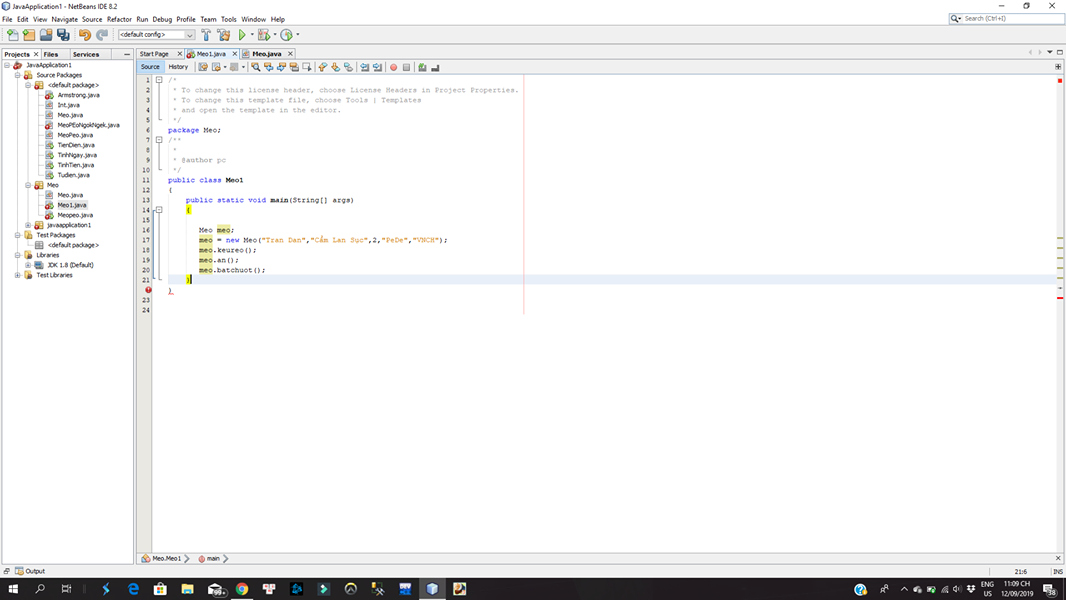 JavaApplication1 - NetBeans IDE 8.2
File Edit View Navigate Source Refactor Run Debug Profile Team Tools Window Help
Search (Ctrl+I)
<default config>
Projects Files Services
Start Page Meo1.java Meo.java
Source History
JavaApplication1
Source Packages
<default package>
Armstrong.java
Int.java
Meo.java
MeoPEoNgokNgek.java
MeoPeo.java
TienDien.java
TinhNgay.java
TinhTien.java
Tudien.java
Meo
Meo.java
Meo1.java
Meopeo.java
javaapplication1
Test Packages
<default package>
Libraries
JDK 1.8 (Default)
Test Libraries
1 /*
2 * To change this license header, choose License Headers in Project Properties.
3 * To change this template file, choose Tools | Templates
4 * and open the template in the editor.
5 */
6 package Meo;
7 /**
8 *
9 * @author pc
10 */
11 public class Meo1
12 {
13 public static void main(String[] args)
14 {
15
16 Meo meo;
17 meo = new Meo("Tran Dan","Cẩm Lan Sục",2,"PeDe","VNCH");
18 meo.keureo();
19 meo.an();
20 meo.batchuot();
21 }
)
23
24
Meo.Meo1 main
Output
21:6 INS
99+
ENG 11:09 CH
US 12/09/2019
38